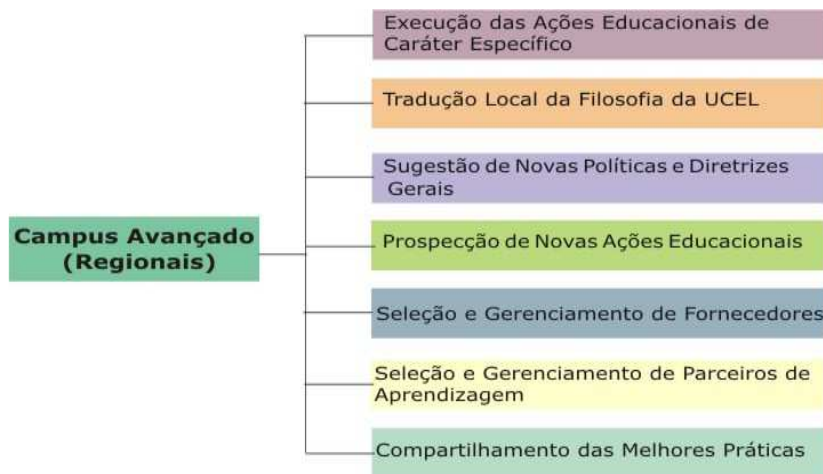 Execução das Ações Educacionais de
Caráter Específico
Tradução Local da Filosofia da UCEL
Sugestão de Novas Políticas e Diretrizes
Gerais
Campus Avançado
(Regionais)
Prospecção de Novas Ações Educacionais
Seleção e Gerenciamento de Fornecedores
Seleção e Gerenciamento de Parceiros de
Aprendizagem
Compartilhamento das Melhores Práticas